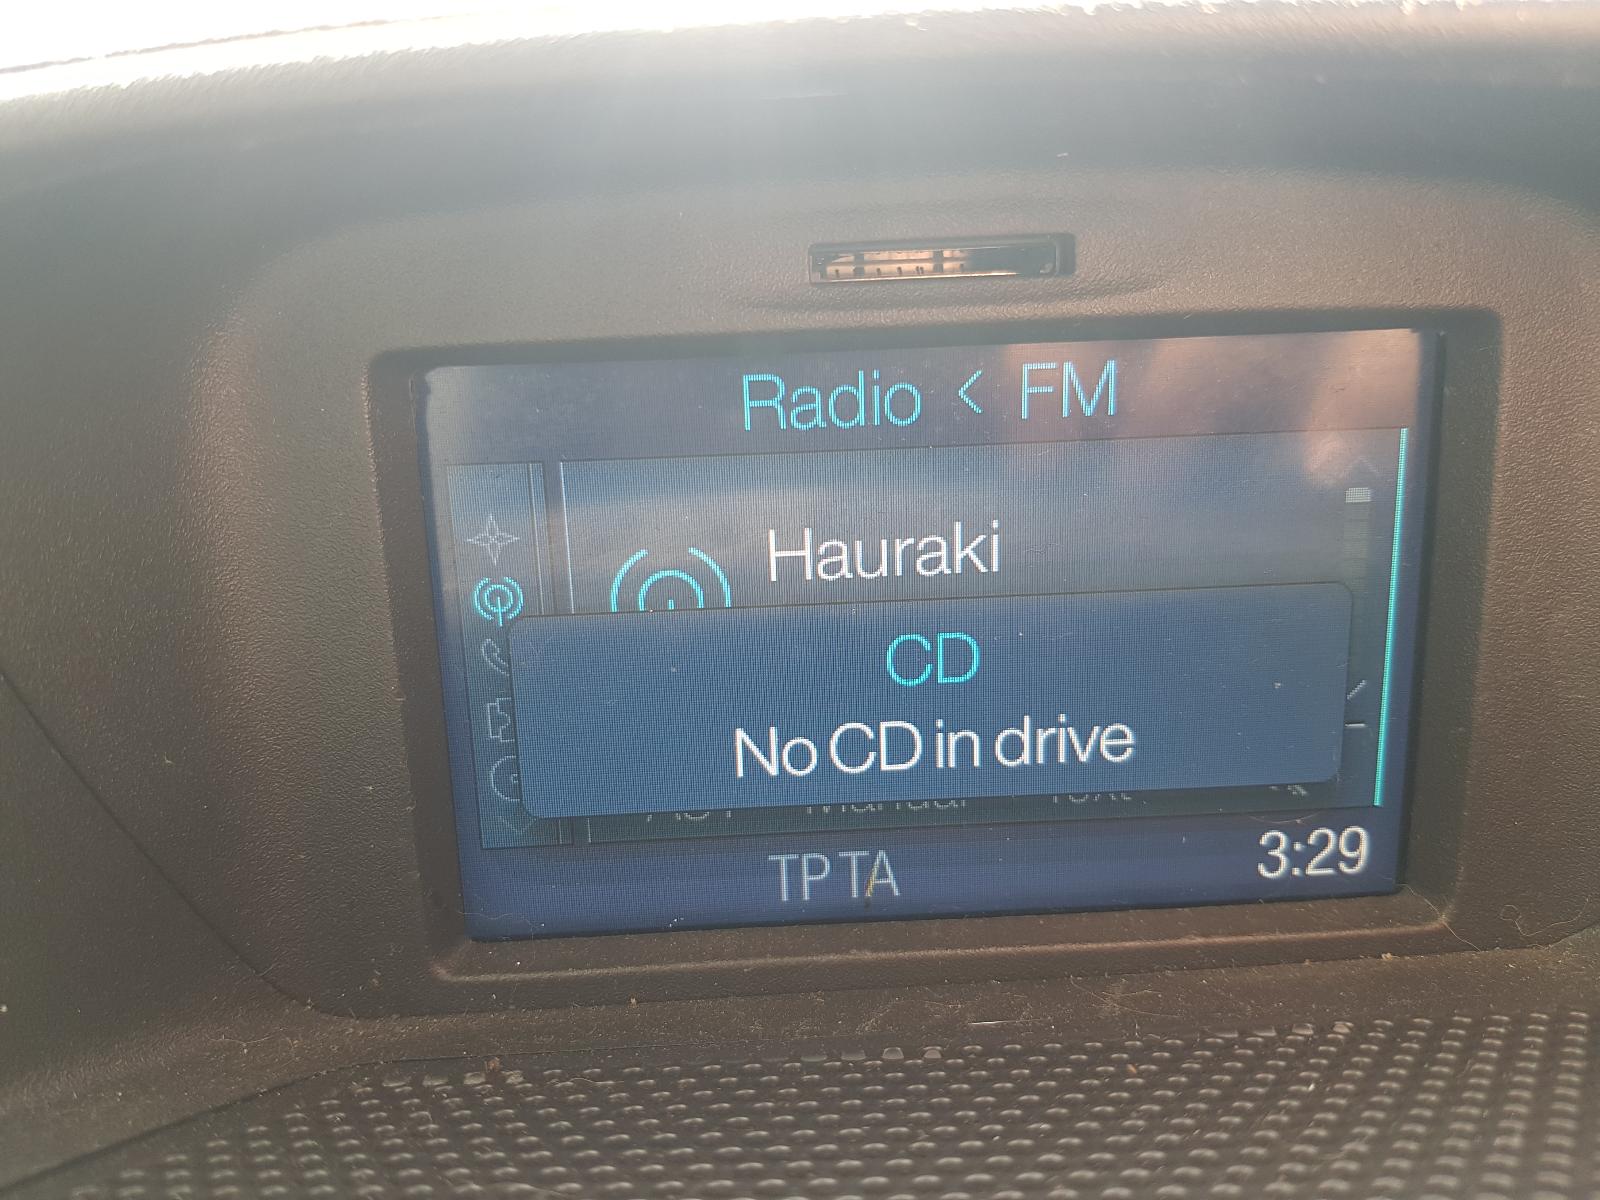 Radio < FM
Hauraki
CD
No CD in drive
TP TA
3:29